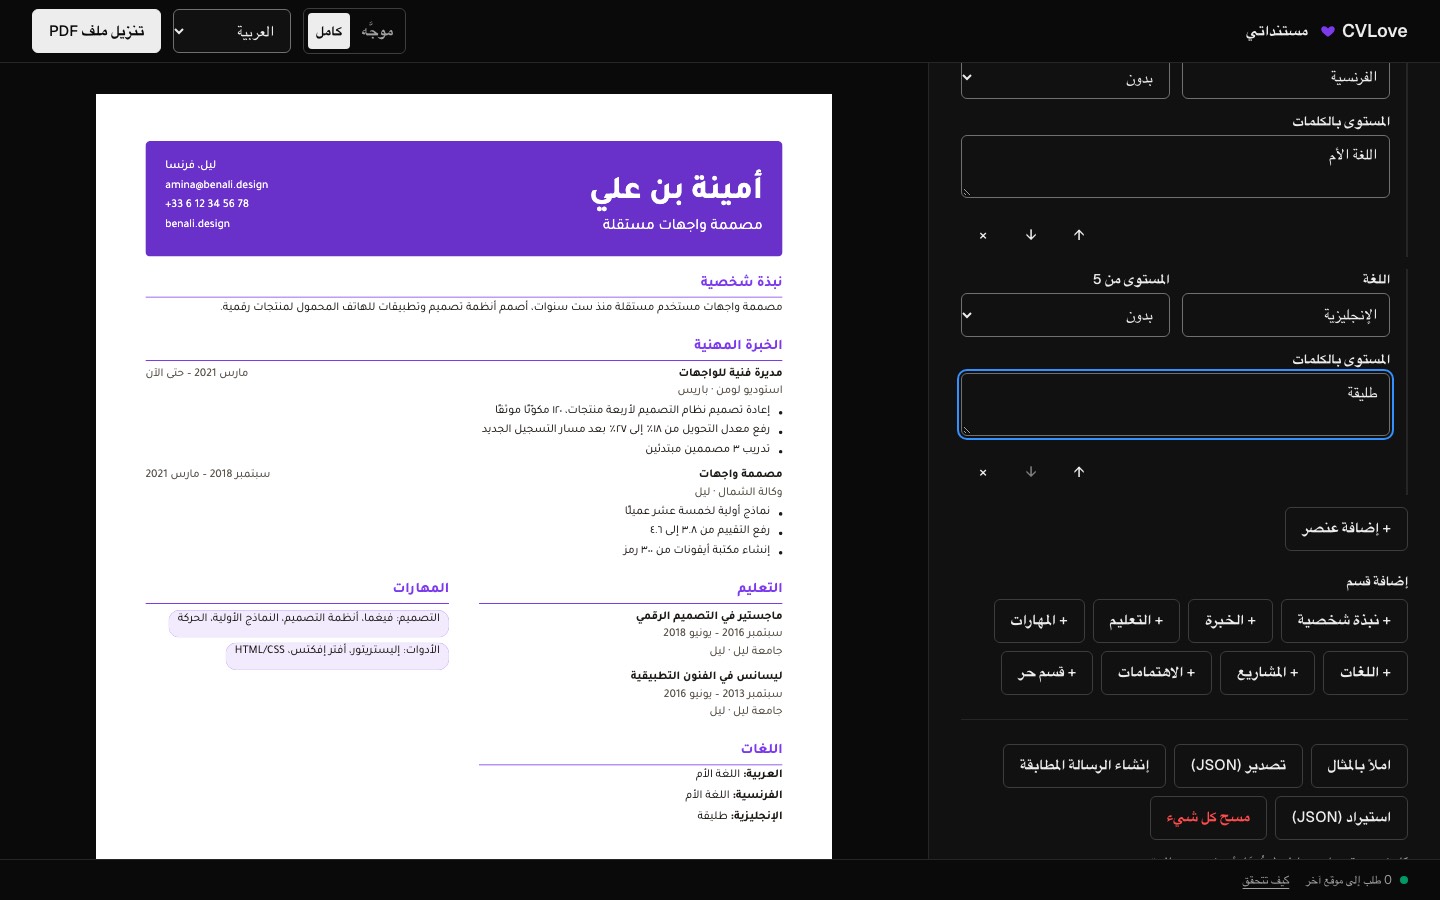 CVLove
مستنداتي
موجَّه
كامل
العربية
تنزيل ملف PDF
الفرنسية
بدون
المستوى بالكلمات
اللغة الأم
× ↓ ↑
اللغة
المستوى من 5
الإنجليزية
بدون
المستوى بالكلمات
طليقة
× ↓ ↑
+ إضافة عنصر
إضافة قسم
+ نبذة شخصية
+ الخبرة
+ التعليم
+ المهارات
+ اللغات
+ المشاريع
+ الاهتمامات
+ قسم حر
املأ بالمثال
تصدير (JSON)
إنشاء الرسالة المطابقة
استيراد (JSON)
مسح كل شيء
أمينة بن علي
مصممة واجهات مستقلة
ليل، فرنسا
amina@benali.design
+33 6 12 34 56 78
benali.design
نبذة شخصية
مصممة واجهات مستخدم مستقلة منذ ست سنوات، أصمم أنظمة تصميم وتطبيقات للهاتف المحمول لمنتجات رقمية.
الخبرة المهنية
مديرة فنية للواجهات
مارس 2021 – حتى الآن
استوديو لومن · باريس
• إعادة تصميم نظام التصميم لأربعة منتجات، ١٢٠ مكوّنًا موثقًا
• رفع معدل التحويل من ١٨٪ إلى ٢٧٪ بعد مسار التسجيل الجديد
• تدريب ٣ مصممين مبتدئين
مصممة واجهات
سبتمبر 2018 – مارس 2021
وكالة الشمال · ليل
• نماذج أولية لخمسة عشر عميلًا
• رفع التقييم من ٣.٨ إلى ٤.٦
• إنشاء مكتبة أيقونات من ٣٠٠ رمز
التعليم
ماجستير في التصميم الرقمي
سبتمبر 2016 – يونيو 2018
جامعة ليل · ليل
ليسانس في الفنون التطبيقية
سبتمبر 2013 – يونيو 2016
جامعة ليل · ليل
المهارات
التصميم: فيغما، أنظمة التصميم، النماذج الأولية، الحركة
الأدوات: إليستريتور، أفتر إفكتس، HTML/CSS
اللغات
العربية: اللغة الأم
الفرنسية: اللغة الأم
الإنجليزية: طليقة
0 طلب إلى موقع آخر
كيف تتحقق